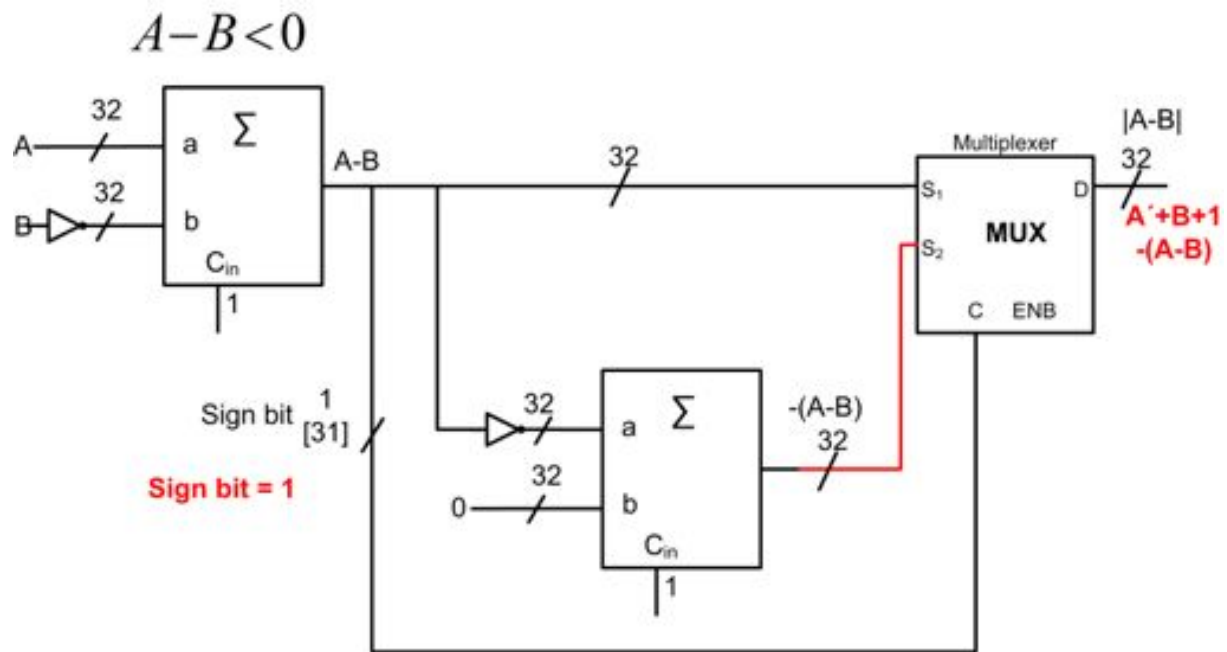 A−B<0
32
A
a
Σ
32
B
b
C_in
1
A-B
32
Multiplexer
S₁
D
MUX
S₂
C ENB
|A-B|
32
A´+B+1
-(A-B)
Sign bit 1
[31]
Sign bit = 1
32
a
Σ
32
0
b
C_in
1
-(A-B)
32